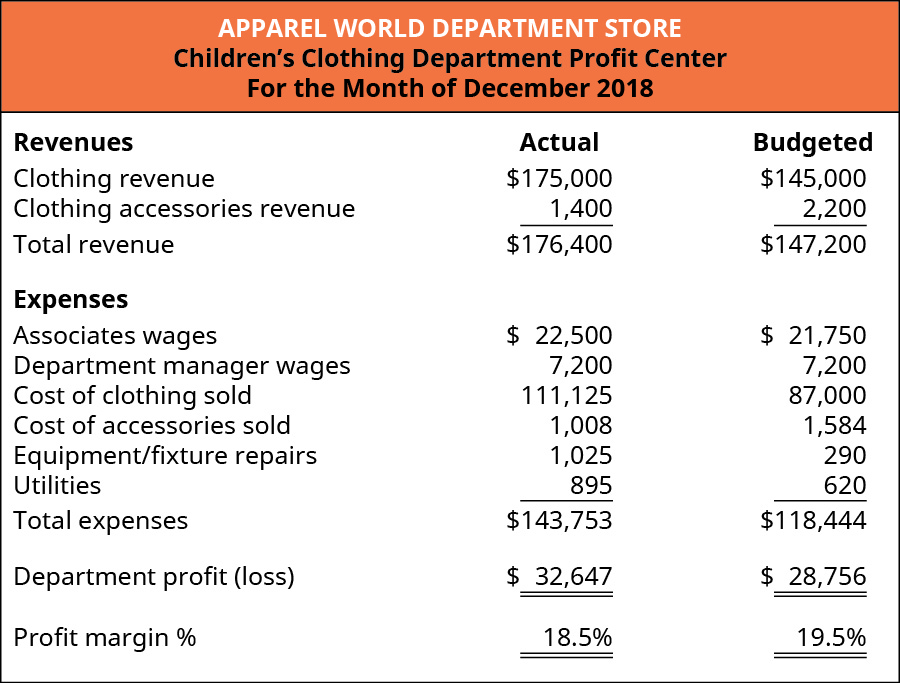 APPAREL WORLD DEPARTMENT STORE
Children’s Clothing Department Profit Center
For the Month of December 2018
Revenues Actual Budgeted
Clothing revenue $175,000 $145,000
Clothing accessories revenue 1,400 2,200
Total revenue $176,400 $147,200
Expenses
Associates wages $ 22,500 $ 21,750
Department manager wages 7,200 7,200
Cost of clothing sold 111,125 87,000
Cost of accessories sold 1,008 1,584
Equipment/fixture repairs 1,025 290
Utilities 895 620
Total expenses $143,753 $118,444
Department profit (loss) $ 32,647 $ 28,756
Profit margin % 18.5% 19.5%